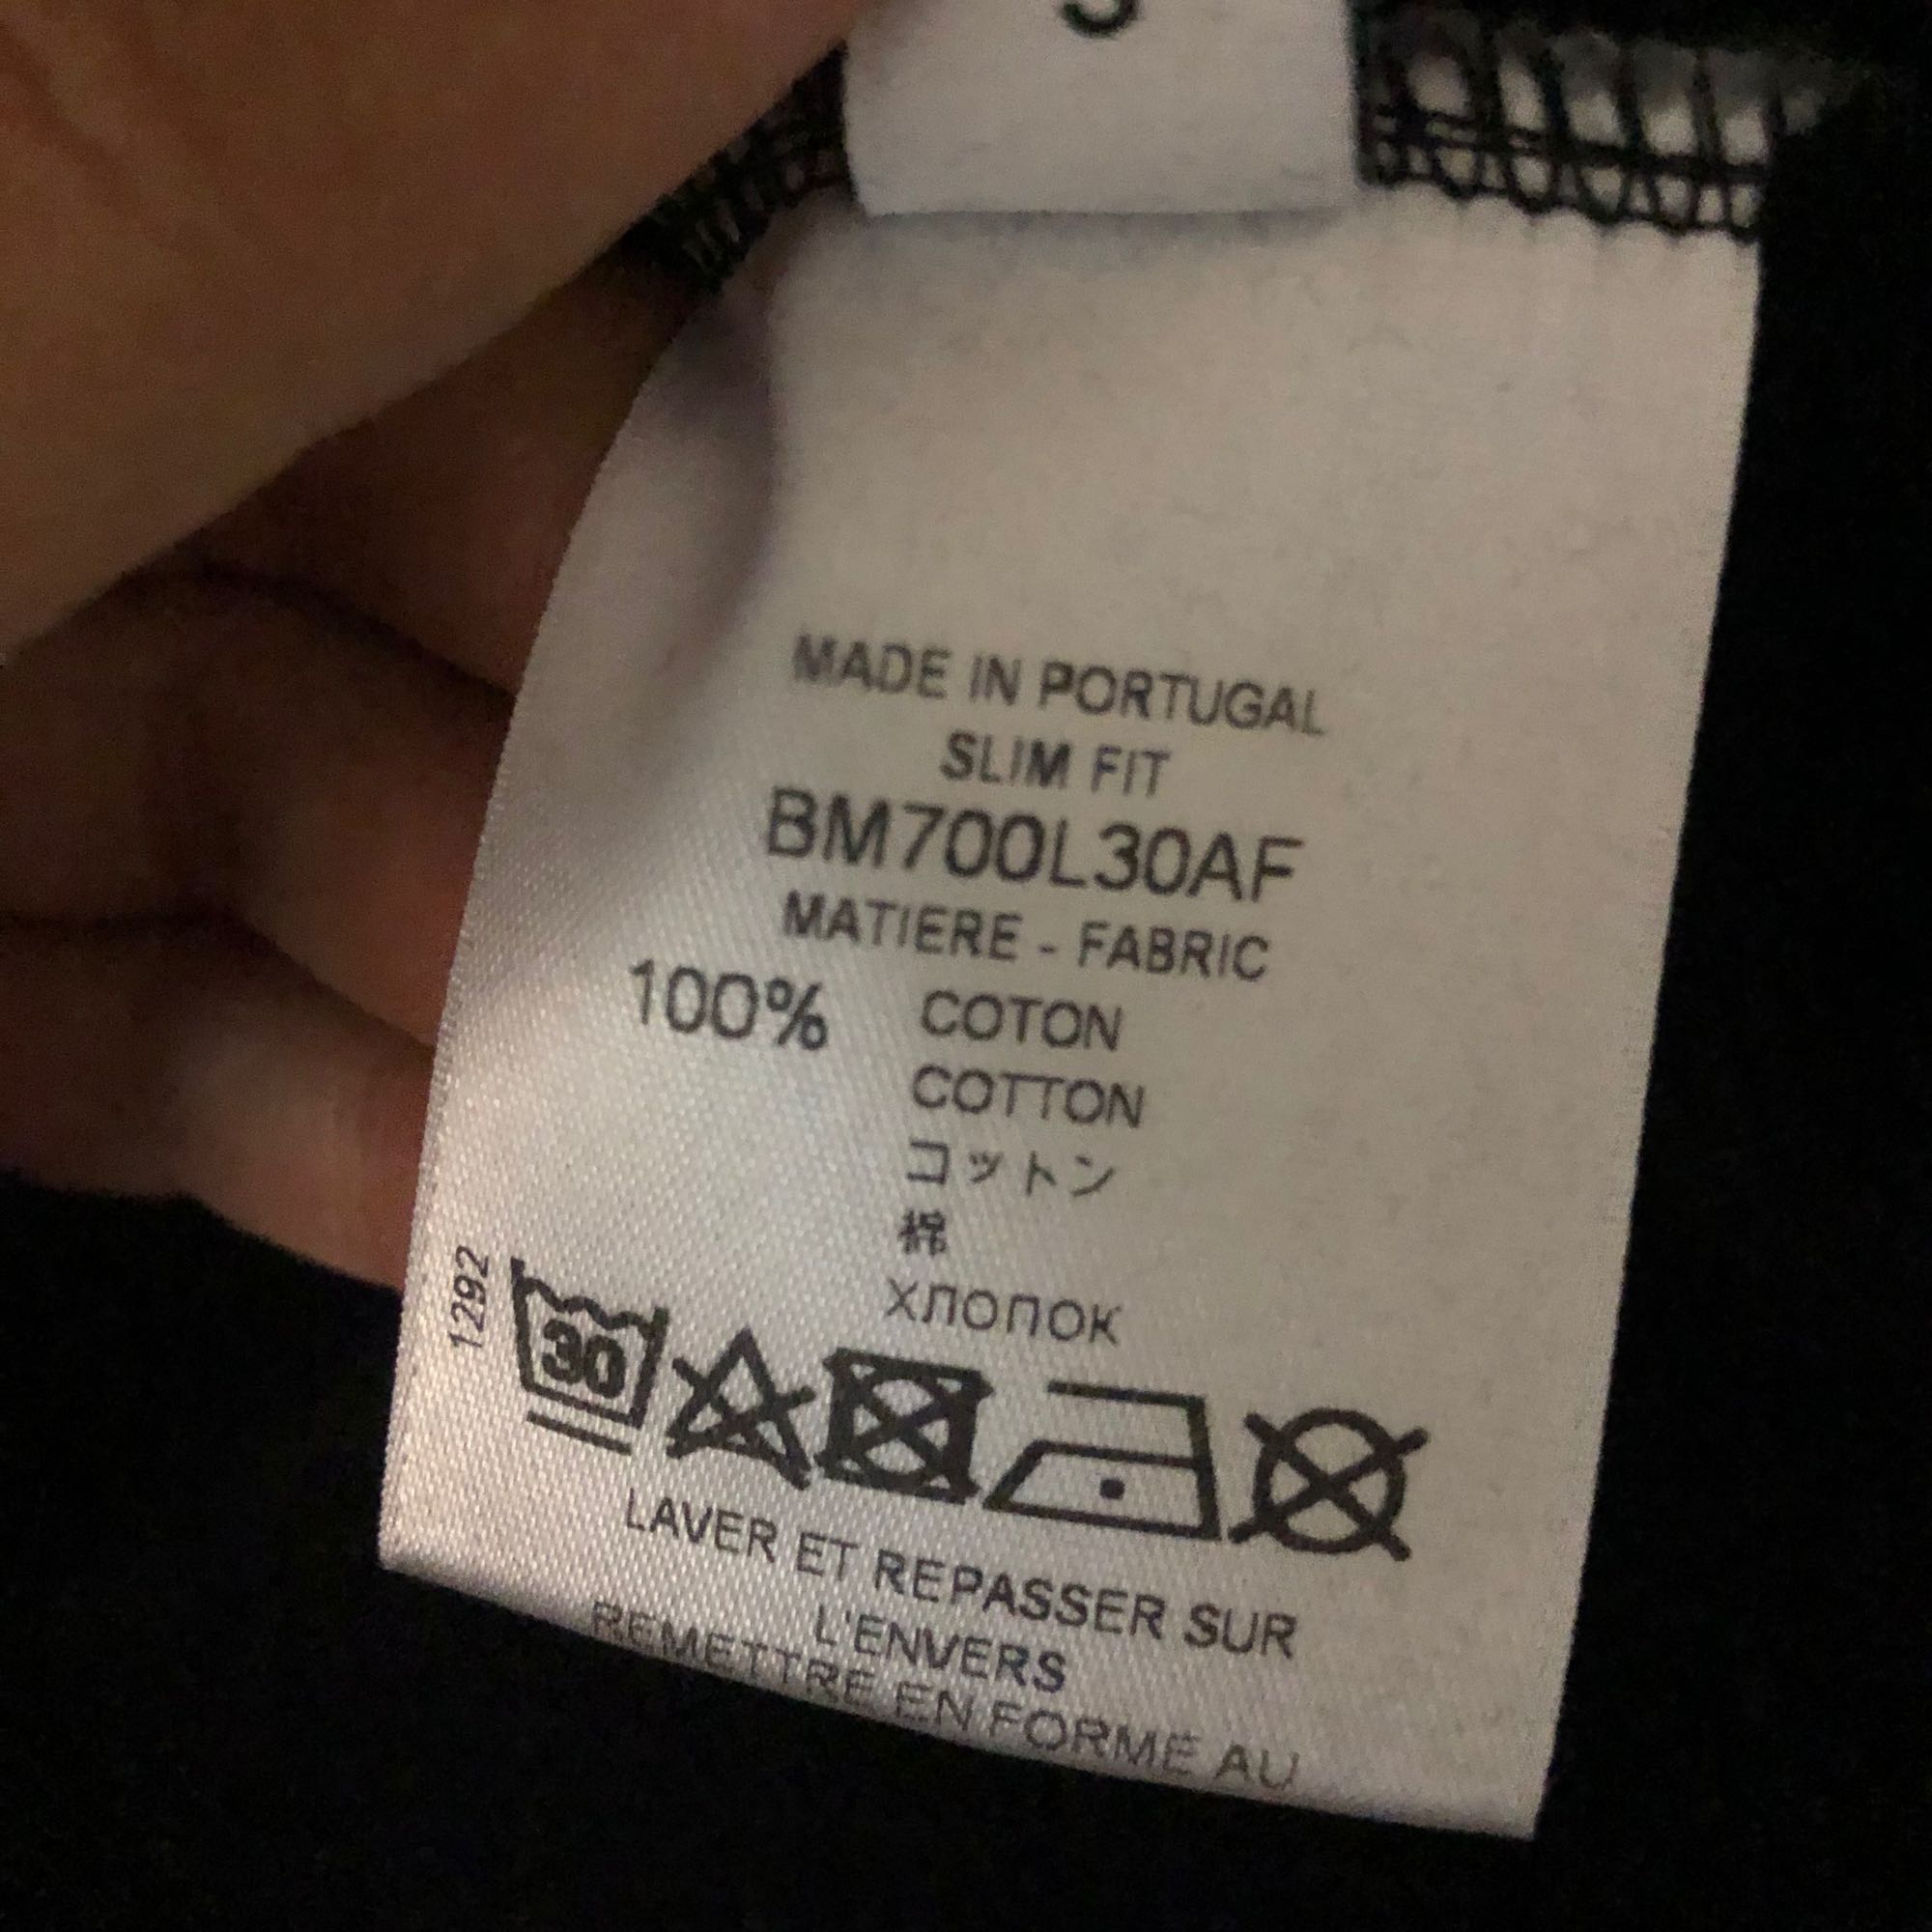 MADE IN PORTUGAL
SLIM FIT
BM700L30AF
MATIERE - FABRIC
100% COTON
COTTON
コットン
棉
хлопок
1292
30
LAVER ET REPASSER SUR
L'ENVERS
REMETTRE EN FORME AU